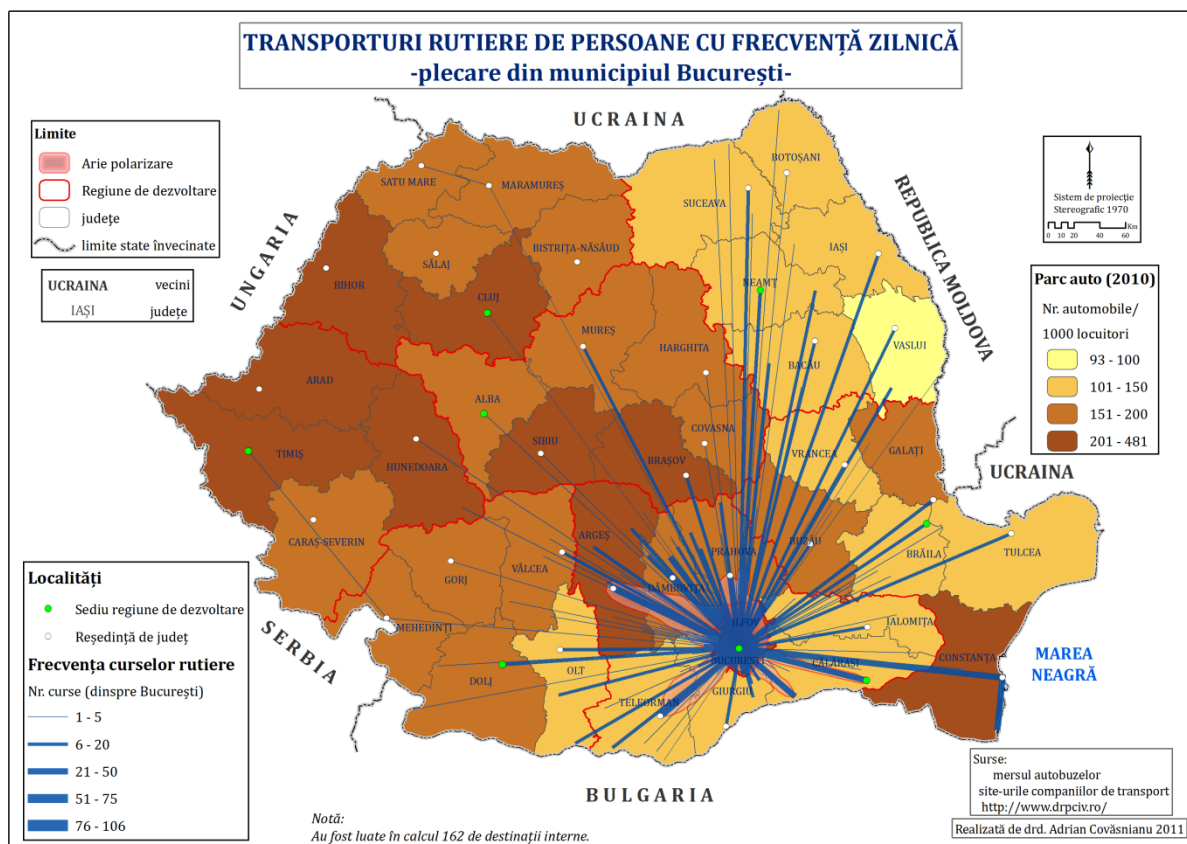 TRANSPORTURI RUTIERE DE PERSOANE CU FRECVENȚĂ ZILNICĂ
-plecare din municipiul București-
Limite
Arie polarizare
Regiune de dezvoltare
județe
limite state învecinate
UCRAINA vecini
IAȘI județe
UCRAINA
UNGARIA
REPUBLICA MOLDOVA
UCRAINA
SERBIA
BULGARIA
MAREA
NEAGRĂ
Sistem de proiecție
Stereografic 1970
Km
0 10 20 40 60
Parc auto (2010)
Nr. automobile/
1000 locuitori
93 - 100
101 - 150
151 - 200
201 - 481
SATU MARE
MARAMUREȘ
SUCEAVA
BOTOȘANI
IAȘI
BISTRIȚA-NĂSĂUD
SĂLAJ
BIHOR
CLUJ
NEAMȚ
MUREȘ
HARGHITA
VASLUI
BACĂU
ARAD
ALBA
COVASNA
SIBIU
BRAȘOV
VRANCEA
GALAȚI
TIMIȘ
HUNEDOARA
CARAȘ-SEVERIN
ARGEȘ
PRAHOVA
BUZĂU
BRĂILA
TULCEA
VÂLCEA
GORJ
DÂMBOVIȚA
MEHEDINȚI
ILFOV
IALOMIȚA
BUCUREȘTI
CĂLĂRAȘI
CONSTANȚA
OLT
DOLJ
TELEORMAN
GIURGIU
Localități
Sediu regiune de dezvoltare
Reședință de județ
Frecvența curselor rutiere
Nr. curse (dinspre București)
1 - 5
6 - 20
21 - 50
51 - 75
76 - 106
Notă:
Au fost luate în calcul 162 de destinații interne.
Surse:
mersul autobuzelor
site-urile companiilor de transport
http://www.drpciv.ro/
Realizată de drd. Adrian Covăsnianu 2011